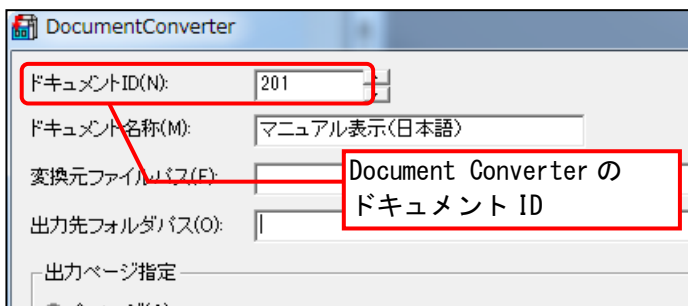 DocumentConverter
ドキュメントID(N): 201
ドキュメント名称(M): マニュアル表示(日本語)
変換元ファイルパス(F):
Document Converter の
ドキュメント ID
出力先フォルダパス(O):
出力ページ指定